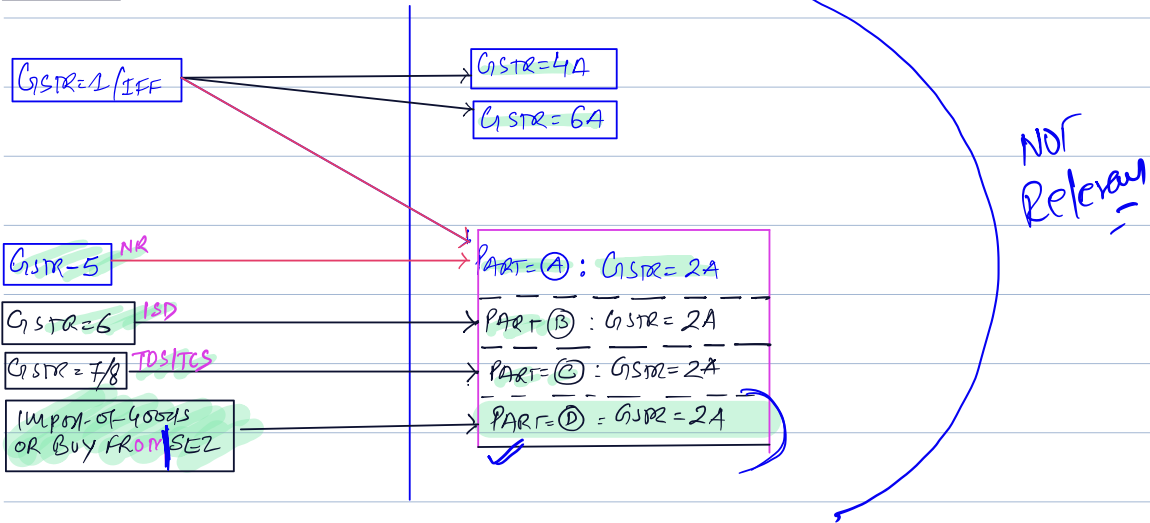 GSTR=1/IFF
GSTR=4A
GSTR=6A
NOT
Relevant
GSTR-5
NR
PART=A : GSTR=2A
GSTR=6
ISD
PART B : GSTR=2A
GSTR=7/8
TDS/TCS
PART=C : GSTR=2A
IMPORT-OF-GOODS
OR BUY FROM SEZ
PART=D = GSTR=2A